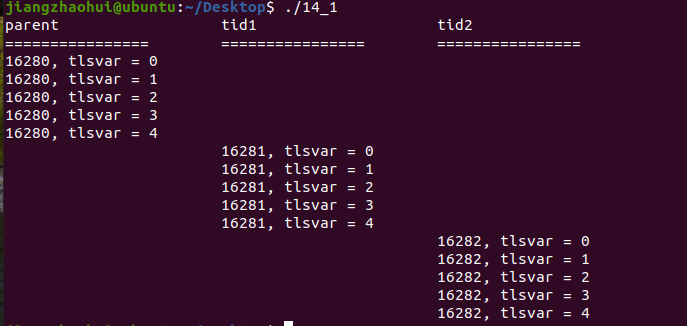 jiangzhaohui@ubuntu:~/Desktop$ ./14_1
parent tid1 tid2
================ ================ ================
16280, tlsvar = 0
16280, tlsvar = 1
16280, tlsvar = 2
16280, tlsvar = 3
16280, tlsvar = 4
16281, tlsvar = 0
16281, tlsvar = 1
16281, tlsvar = 2
16281, tlsvar = 3
16281, tlsvar = 4
16282, tlsvar = 0
16282, tlsvar = 1
16282, tlsvar = 2
16282, tlsvar = 3
16282, tlsvar = 4